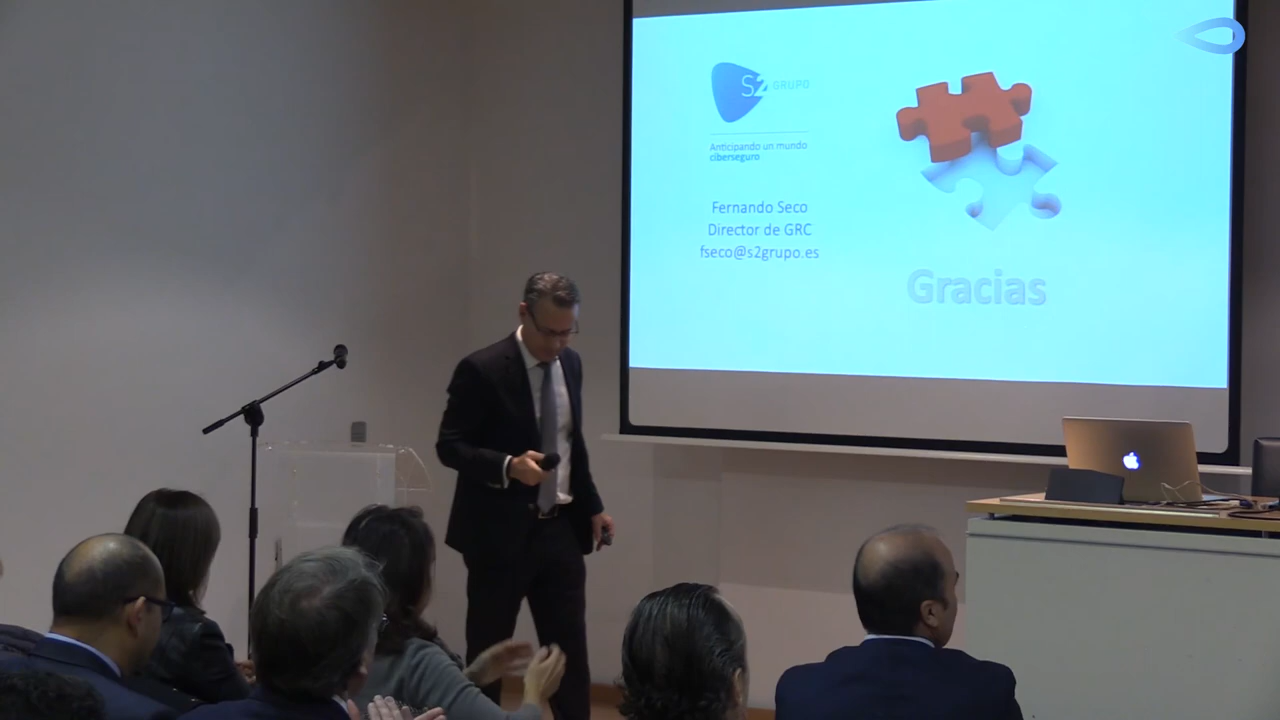 S2 GRUPO
Anticipando un mundo
ciberseguro
Fernando Seco
Director de GRC
fseco@s2grupo.es
Gracias